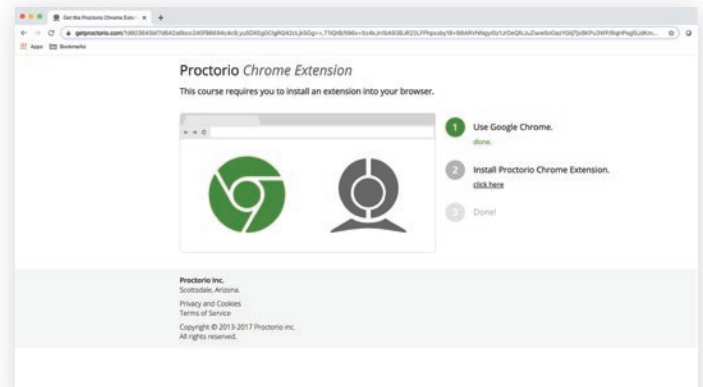 Get the Proctorio Chrome Exten
Apps Bookmarks
Proctorio Chrome Extension
This course requires you to install an extension into your browser.
1 Use Google Chrome.
done.
2 Install Proctorio Chrome Extension.
click here
3 Done!
Proctorio Inc.
Scottsdale, Arizona.
Privacy and Cookies
Terms of Service
Copyright © 2013-2017 Proctorio Inc.
All rights reserved.